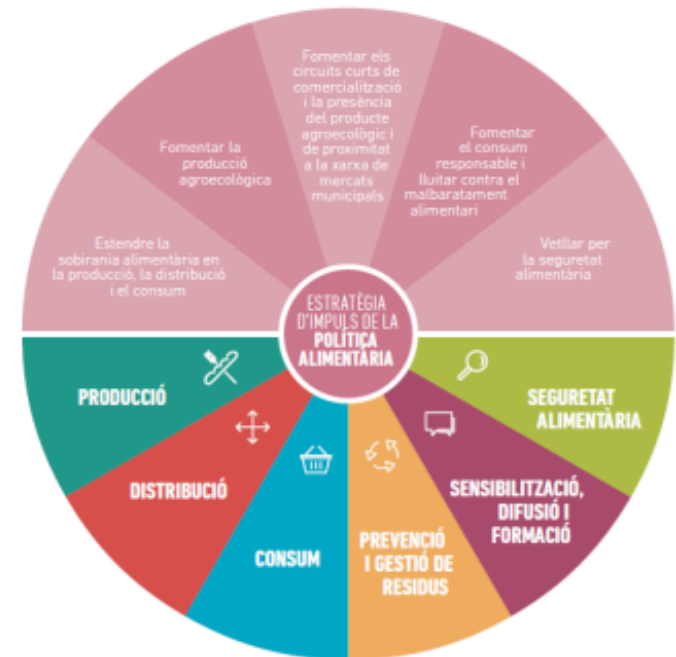 Fomentar els
circuits curts de
comercialització
i la presència
del producte
agroecològic i
de proximitat
a la xarxa de
mercats
municipals
Fomentar la
producció
agroecològica
Fomentar
el consum
responsable i
lluitar contra el
malbaratament
alimentari
Estendre la
sobirania alimentària en
la producció, la distribució
i el consum
Vetllar per
la seguretat
alimentària
ESTRATÈGIA
D'IMPULS DE LA
POLÍTICA
ALIMENTÀRIA
PRODUCCIÓ
DISTRIBUCIÓ
CONSUM
PREVENCIÓ
I GESTIÓ DE
RESIDUS
SENSIBILITZACIÓ,
DIFUSIÓ I
FORMACIÓ
SEGURETAT
ALIMENTÀRIA